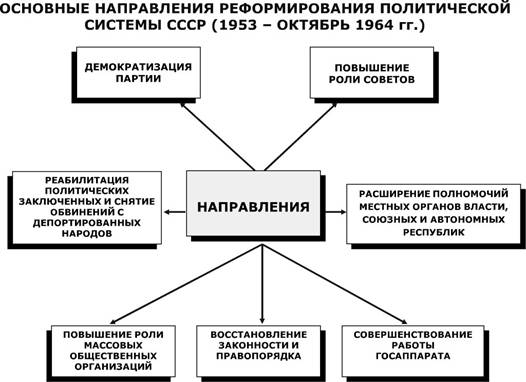 ОСНОВНЫЕ НАПРАВЛЕНИЯ РЕФОРМИРОВАНИЯ ПОЛИТИЧЕСКОЙ
СИСТЕМЫ СССР (1953 – ОКТЯБРЬ 1964 гг.)
ДЕМОКРАТИЗАЦИЯ
ПАРТИИ
ПОВЫШЕНИЕ
РОЛИ СОВЕТОВ
РЕАБИЛИТАЦИЯ
ПОЛИТИЧЕСКИХ
ЗАКЛЮЧЕННЫХ И СНЯТИЕ
ОБВИНЕНИЙ С
ДЕПОРТИРОВАННЫХ
НАРОДОВ
НАПРАВЛЕНИЯ
РАСШИРЕНИЕ ПОЛНОМОЧИЙ
МЕСТНЫХ ОРГАНОВ ВЛАСТИ,
СОЮЗНЫХ И АВТОНОМНЫХ
РЕСПУБЛИК
ПОВЫШЕНИЕ РОЛИ
МАССОВЫХ
ОБЩЕСТВЕННЫХ
ОРГАНИЗАЦИЙ
ВОССТАНОВЛЕНИЕ
ЗАКОННОСТИ И
ПРАВОПОРЯДКА
СОВЕРШЕНСТВОВАНИЕ
РАБОТЫ
ГОСАППАРАТА